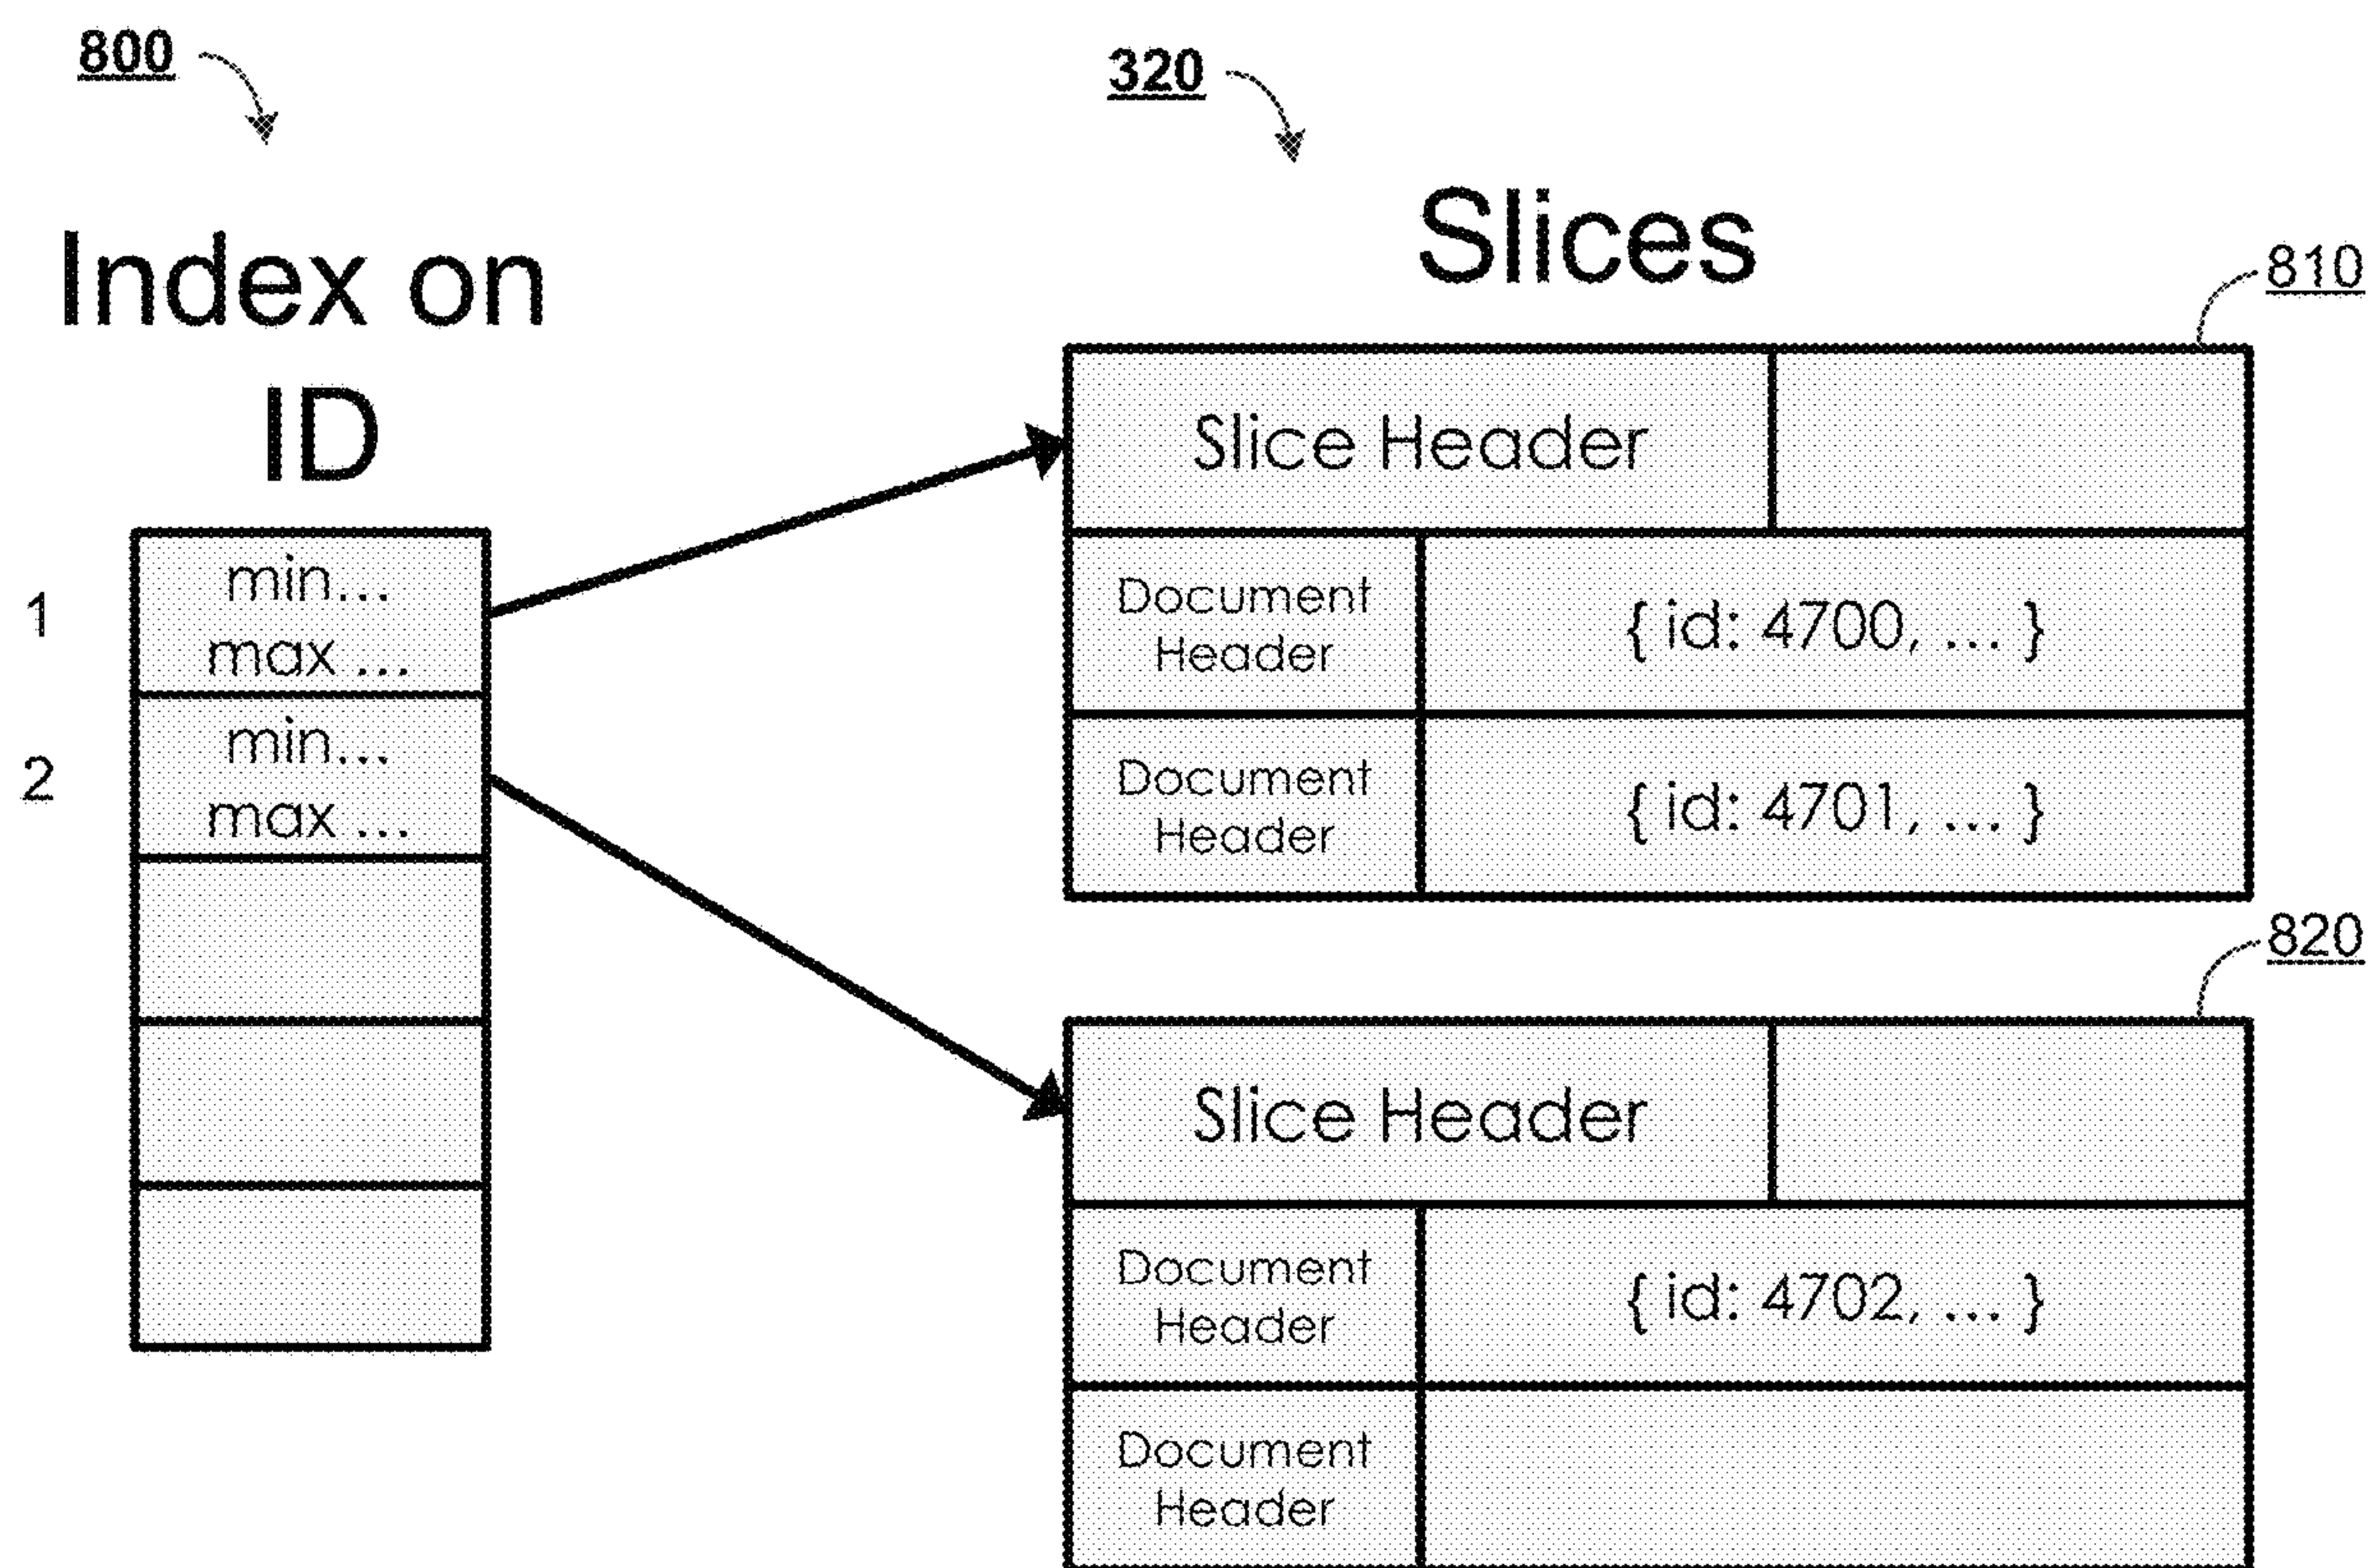 800
320
Slices
810
Index on
ID
Slice Header
1
min...
max ...
Document
Header
{ id: 4700, ... }
2
min...
max ...
Document
Header
{ id: 4701, ... }
820
Slice Header
Document
Header
{ id: 4702, ... }
Document
Header